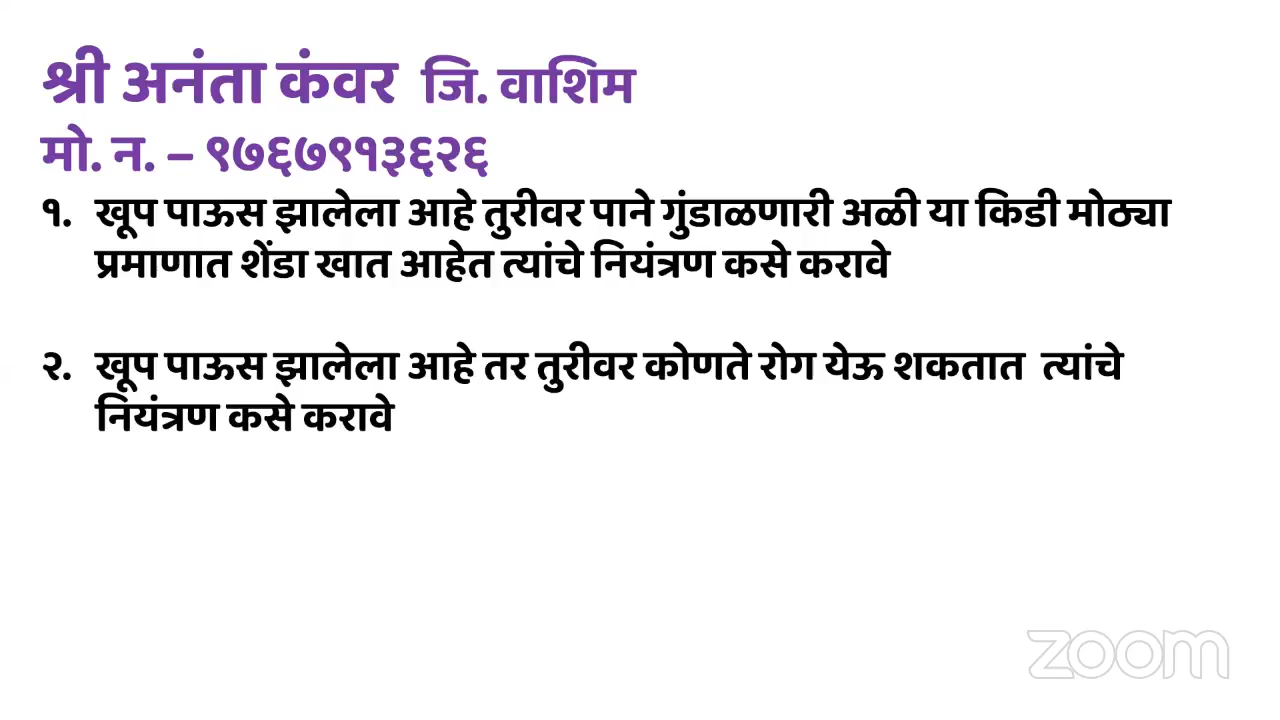 श्री अनंता कंवर जि. वाशिम
मो. न. – ९७६७९१३६२६
१. खूप पाऊस झालेला आहे तुरीवर पाने गुंडाळणारी अळी या किडी मोठ्या
प्रमाणात शेंडा खात आहेत त्यांचे नियंत्रण कसे करावे
२. खूप पाऊस झालेला आहे तर तुरीवर कोणते रोग येऊ शकतात त्यांचे
नियंत्रण कसे करावे
zoom